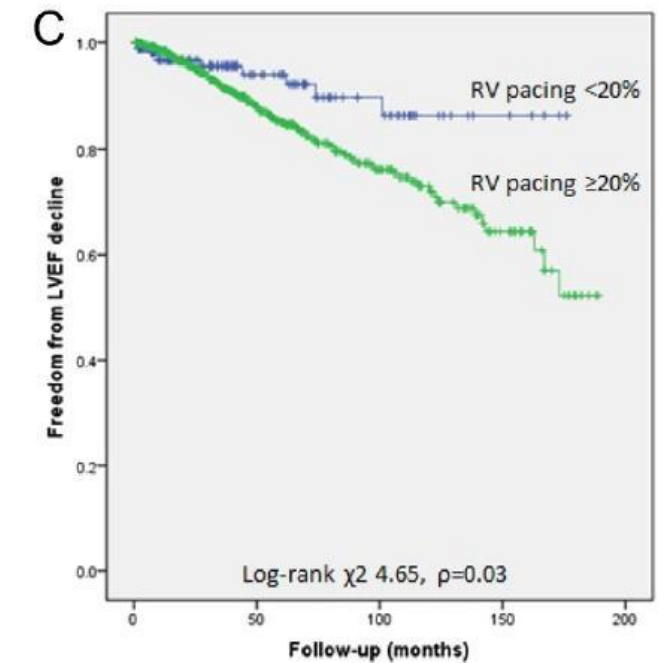 C
1.0
RV pacing <20%
0.8
RV pacing ≥20%
0.6
Freedom from LVEF decline
0.4
0.2
0.0
Log-rank χ2 4.65, ρ=0.03
0 50 100 150 200
Follow-up (months)